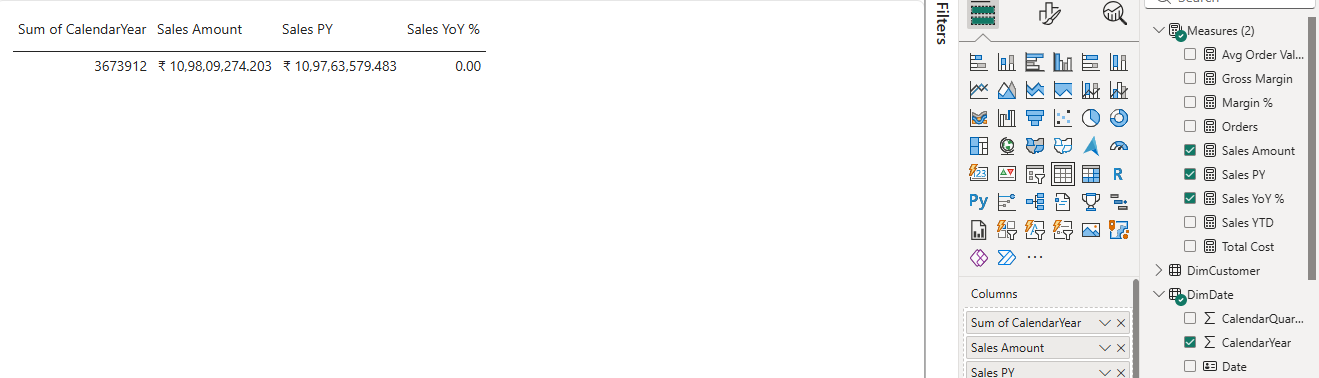 Sum of CalendarYear Sales Amount Sales PY Sales YoY %
3673912 ₹ 10,98,09,274.203 ₹ 10,97,63,579.483 0.00
Filters
123
R
Py
...
Columns
Sum of CalendarYear
Sales Amount
Sales PY
Search
Measures (2)
Avg Order Val...
Gross Margin
Margin %
Orders
Sales Amount
Sales PY
Sales YoY %
Sales YTD
Total Cost
DimCustomer
DimDate
CalendarQuar...
CalendarYear
Date